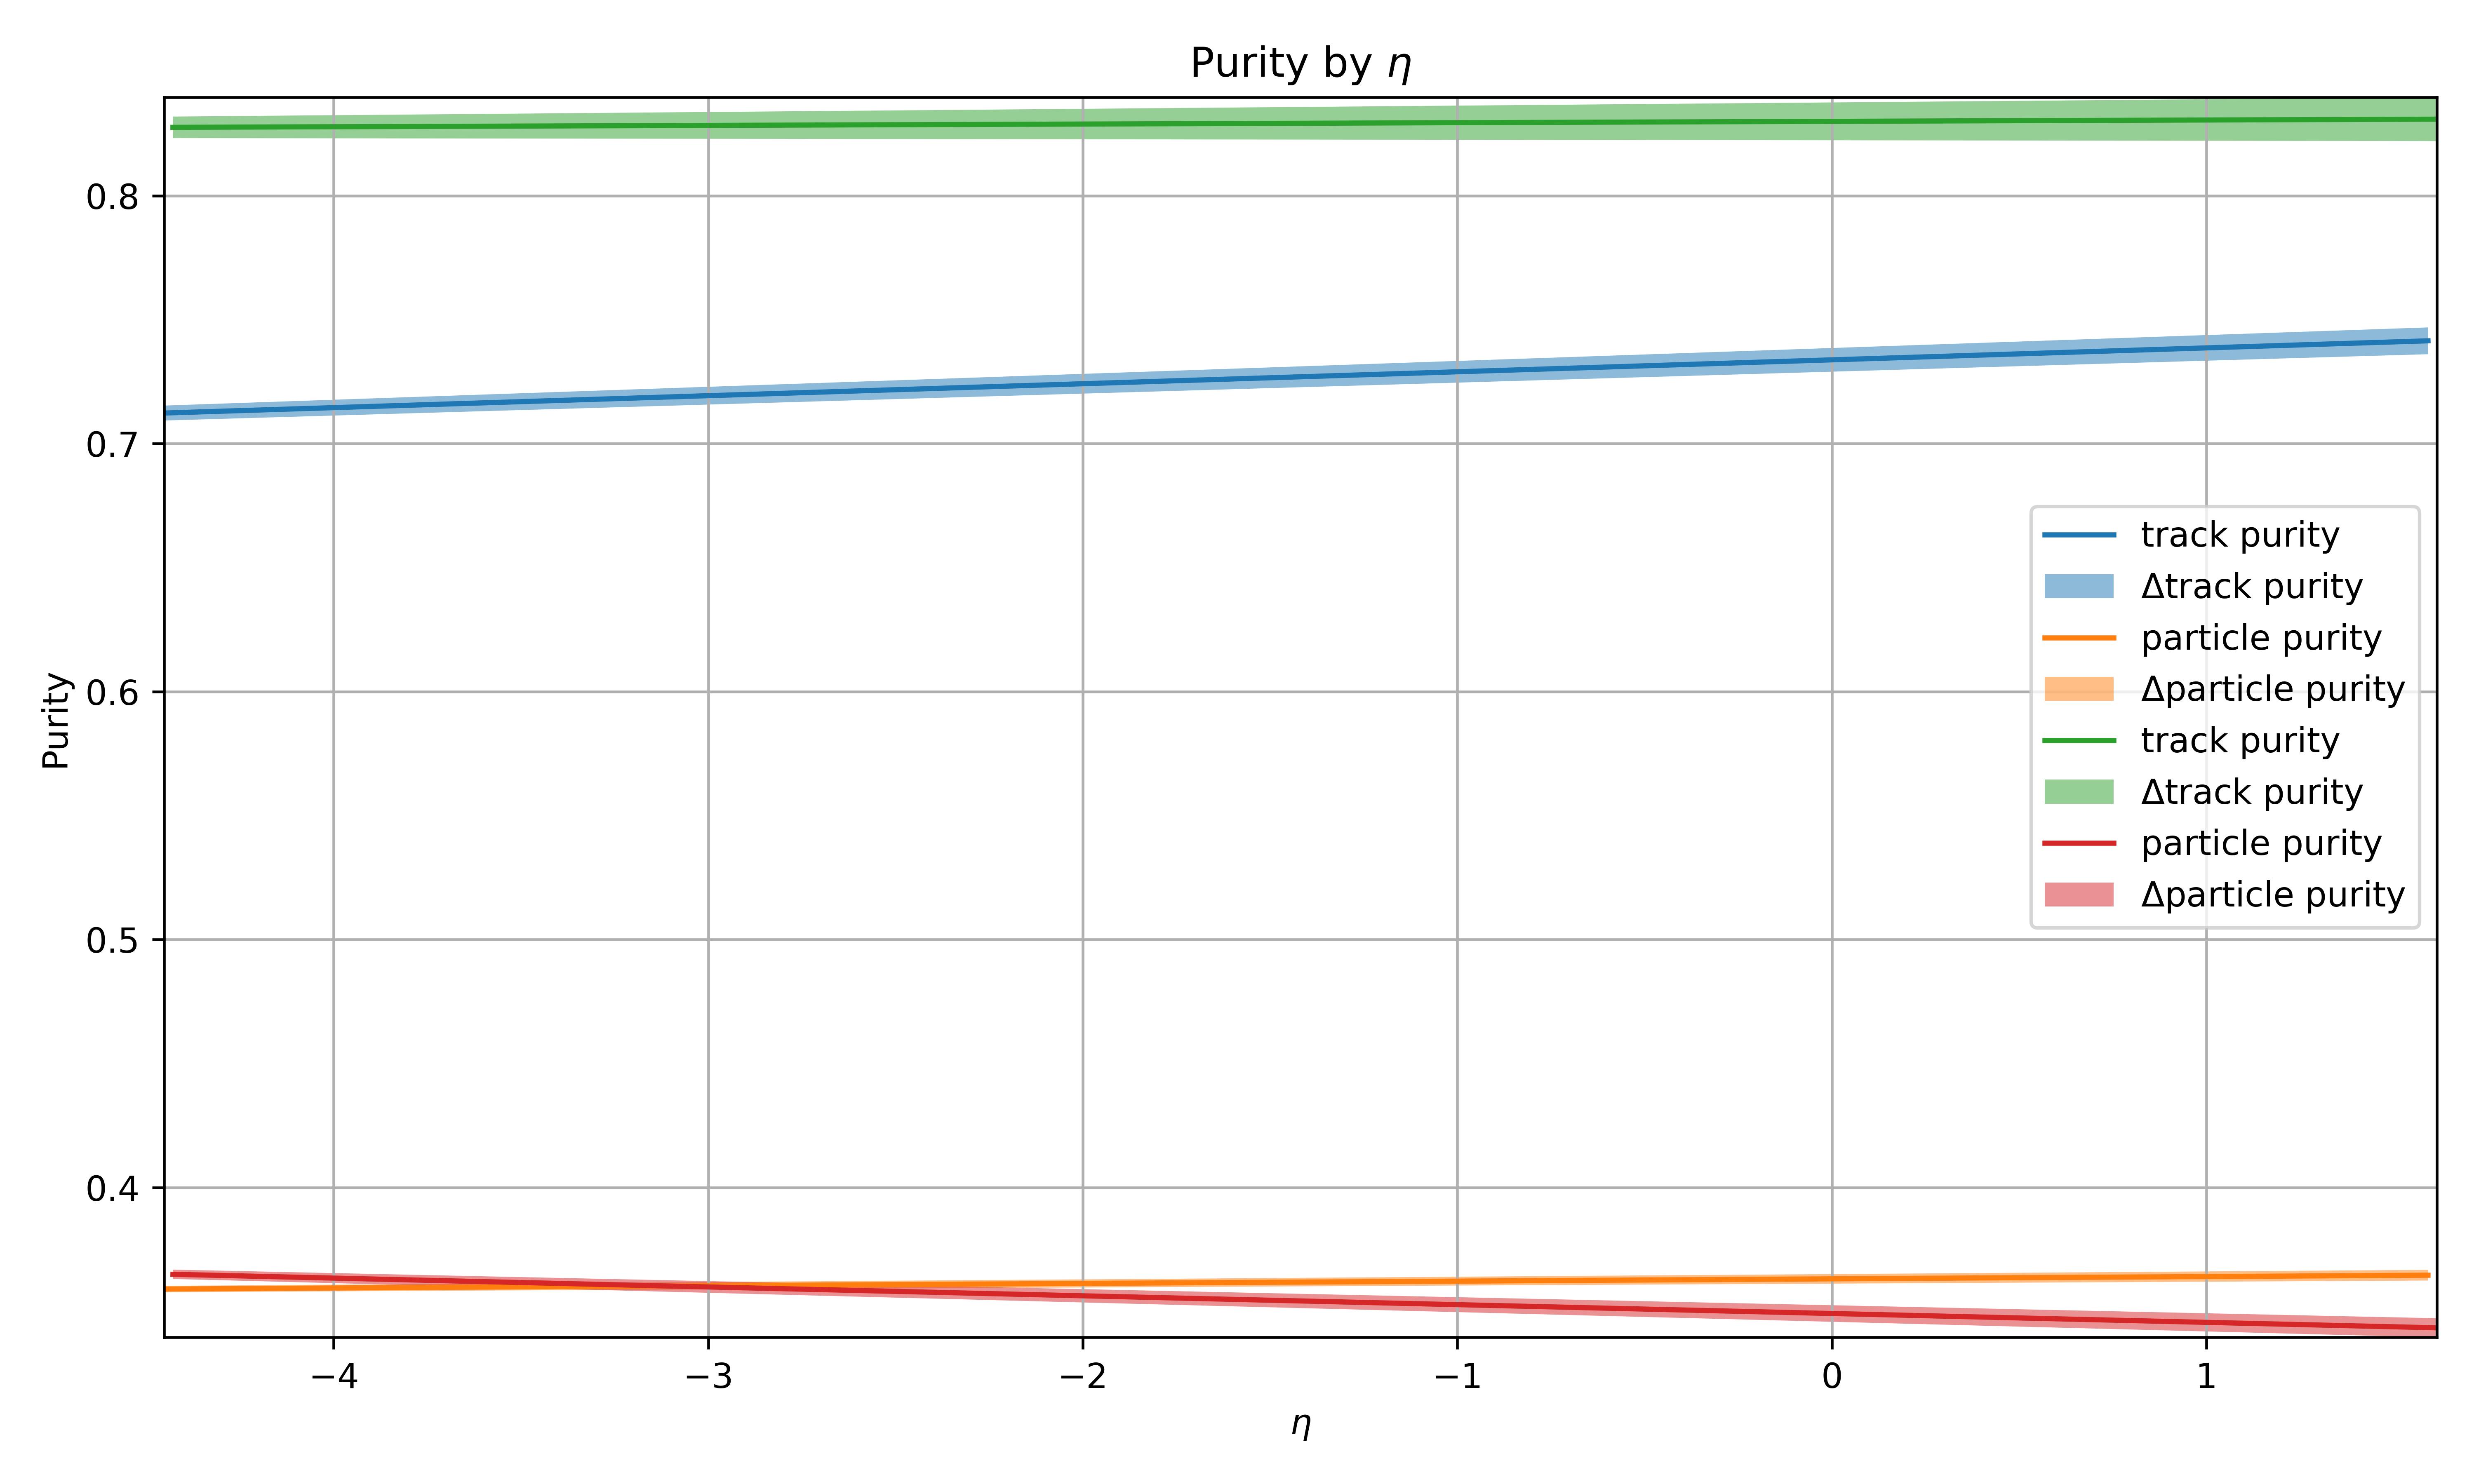 Purity by η
Purity
0.8
0.7
0.6
0.5
0.4
track purity
Δtrack purity
particle purity
Δparticle purity
track purity
Δtrack purity
particle purity
Δparticle purity
−4 −3 −2 −1 0 1
η